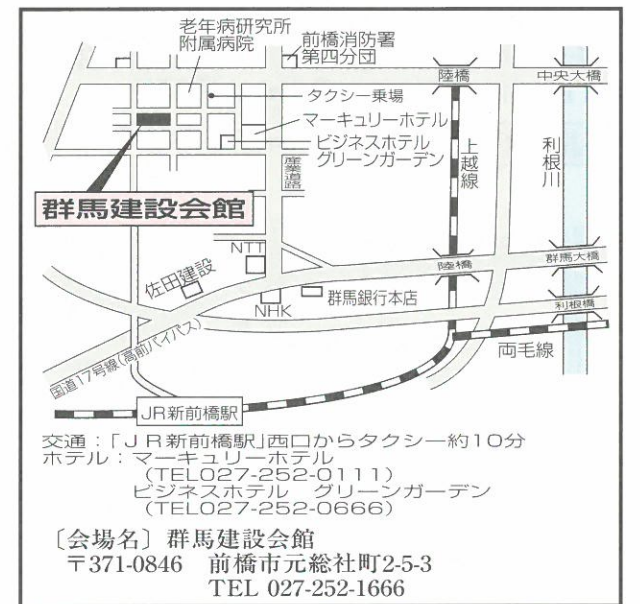 老年病研究所
附属病院
前橋消防署
第四分団
陸橋
中央大橋
タクシー乗場
マーキュリーホテル
ビジネスホテル
グリーンガーデン
産業道路
上越線
利根川
群馬建設会館
NTT
佐田建設
NHK
群馬銀行本店
陸橋
群馬大橋
利根橋
両毛線
国道17号線(高前バイパス)
JR新前橋駅
交通：「JR新前橋駅」西口からタクシー約10分
ホテル：マーキュリーホテル
(TEL027-252-0111)
ビジネスホテル グリーンガーデン
(TEL027-252-0666)
〔会場名〕群馬建設会館
〒371-0846 前橋市元総社町2-5-3
TEL 027-252-1666